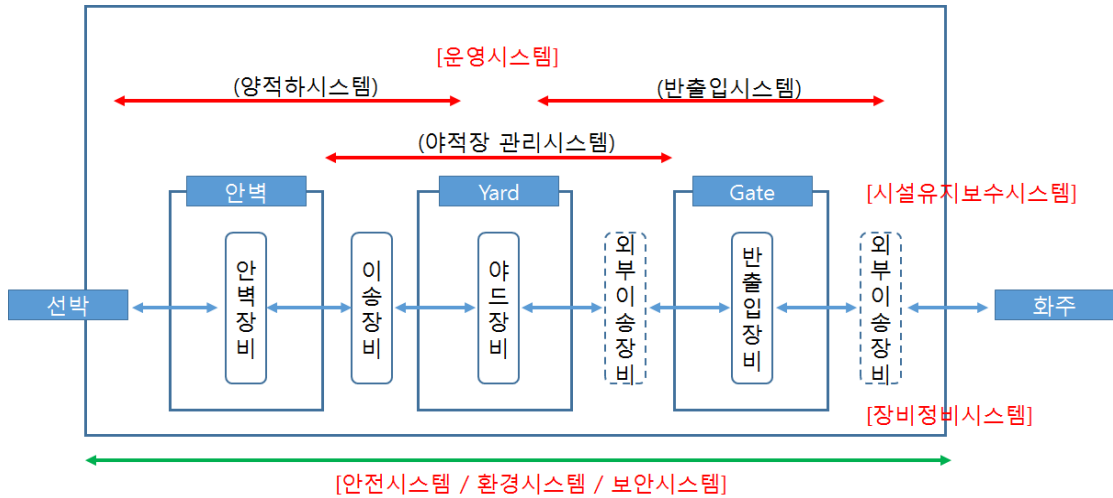 [운영시스템]
(양적하시스템)
(반출입시스템)
(야적장 관리시스템)
안벽
Yard
Gate
[시설유지보수시스템]
선박
안벽장비
이송장비
야드장비
외부이송장비
반출입장비
외부이송장비
화주
[장비정비시스템]
[안전시스템 / 환경시스템 / 보안시스템]